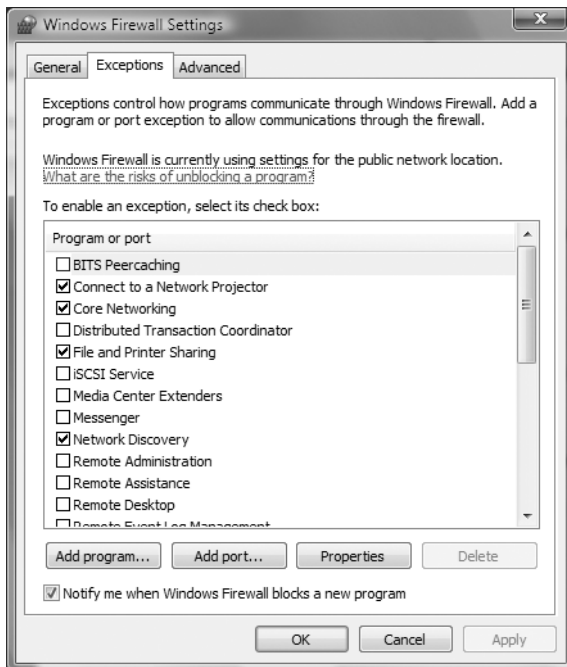 Windows Firewall Settings
General Exceptions Advanced
Exceptions control how programs communicate through Windows Firewall. Add a
program or port exception to allow communications through the firewall.
Windows Firewall is currently using settings for the public network location.
What are the risks of unblocking a program?
To enable an exception, select its check box:
Program or port
BITS Peercaching
Connect to a Network Projector
Core Networking
Distributed Transaction Coordinator
File and Printer Sharing
iSCSI Service
Media Center Extenders
Messenger
Network Discovery
Remote Administration
Remote Assistance
Remote Desktop
Remote Event Log Management
Add program... Add port... Properties Delete
Notify me when Windows Firewall blocks a new program
OK Cancel Apply